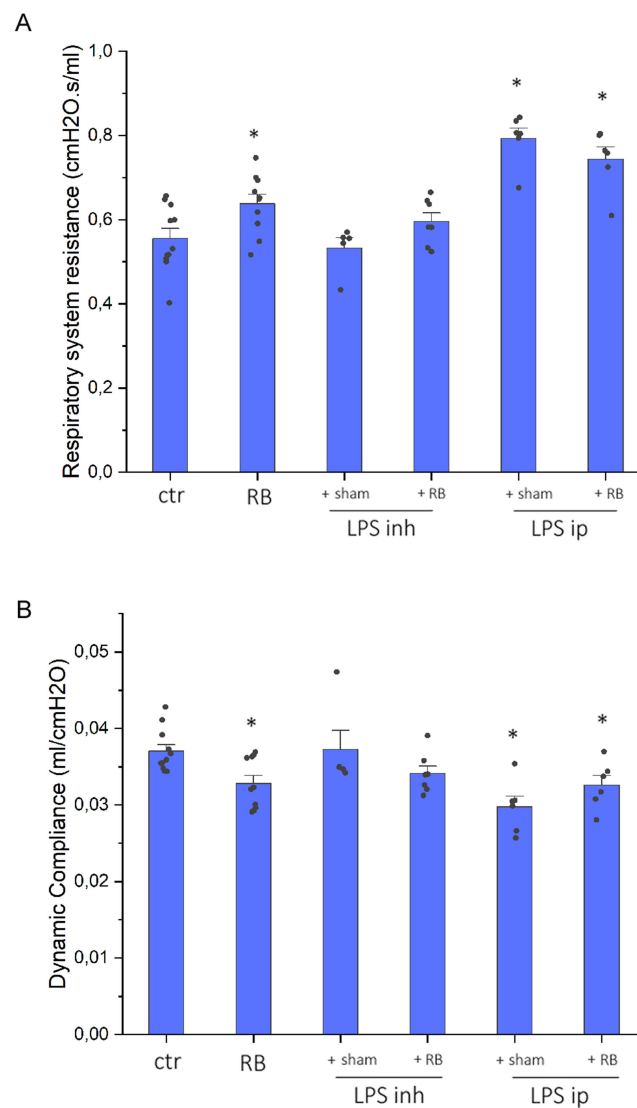 A
Respiratory system resistance (cmH2O.s/ml)
1,0
0,8
0,6
0,4
0,2
0,0
*
*
*
ctr
RB
+ sham
+ RB
+ sham
+ RB
LPS inh
LPS ip
B
Dynamic Compliance (ml/cmH2O)
0,05
0,04
0,03
0,02
0,01
0,00
*
*
*
ctr
RB
+ sham
+ RB
+ sham
+ RB
LPS inh
LPS ip